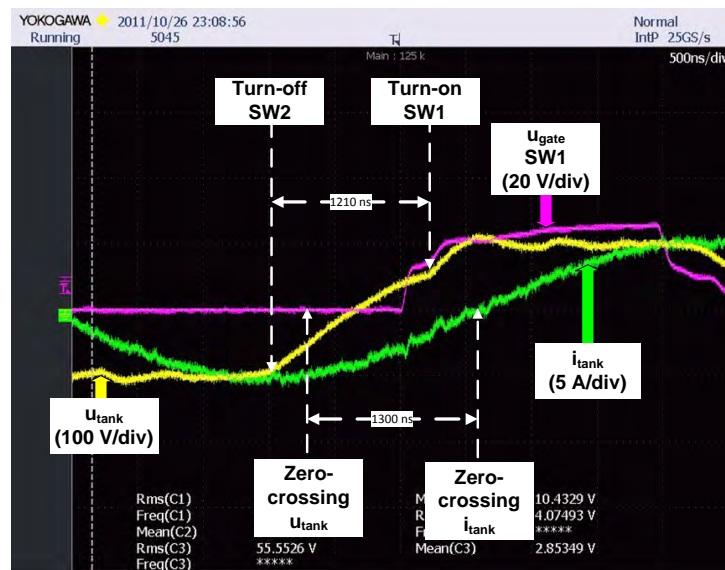 YOKOGAWA 2011/10/26 23:08:56 Normal
Running 5045 IntP 25GS/s
Main : 125 k 500ns/div
Turn-off
SW2
Turn-on
SW1
ugate
SW1
(20 V/div)
1210 ns
utank
(100 V/div)
itank
(5 A/div)
1300 ns
Zero-
crossing
utank
Zero-
crossing
itank
Rms(C1) 10.4329 V
Freq(C1) 4.07493 V
Mean(C2) *****
Rms(C3) 55.5526 V Mean(C3) 2.85349 V
Freq(C3) *****